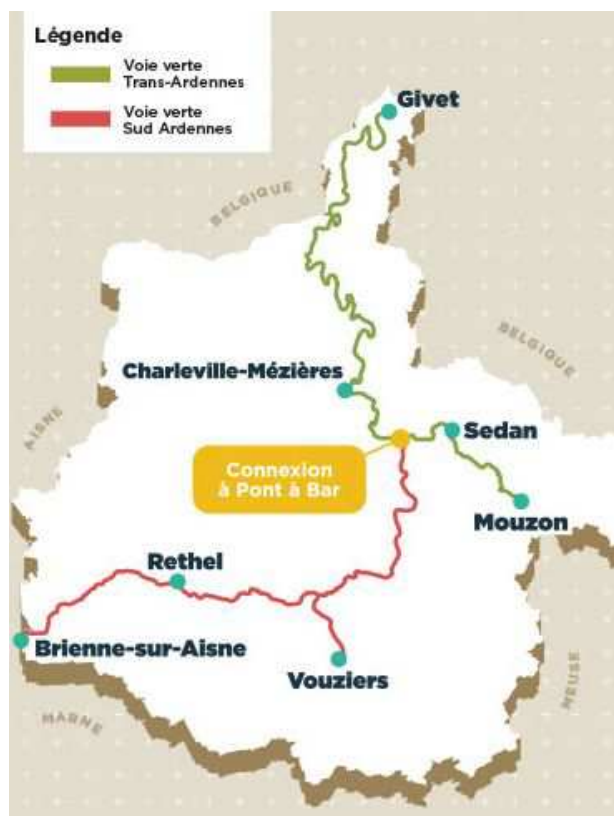 Légende
Voie verte
Trans-Ardennes
Voie verte
Sud Ardennes
Givet
BELGIQUE
BELGIQUE
Charleville-Mézières
AISNE
Sedan
Connexion
à Pont à Bar
Mouzon
Rethel
Brienne-sur-Aisne
Vouziers
MEUSE
MARNE